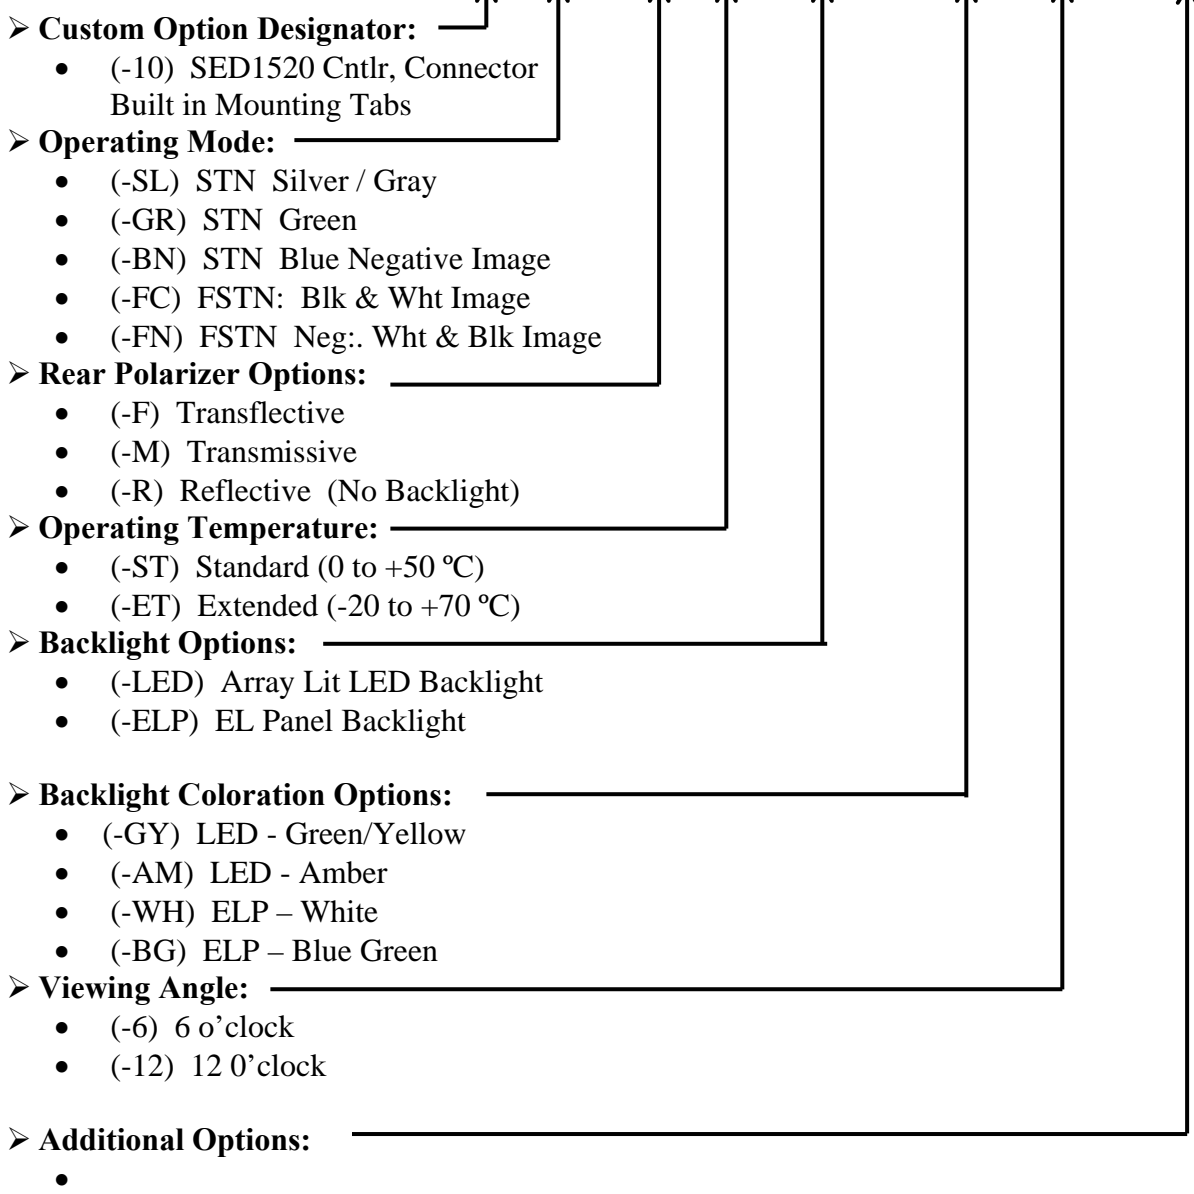 ➢ Custom Option Designator:
• (-10) SED1520 Cntlr, Connector
Built in Mounting Tabs
➢ Operating Mode:
• (-SL) STN Silver / Gray
• (-GR) STN Green
• (-BN) STN Blue Negative Image
• (-FC) FSTN: Blk & Wht Image
• (-FN) FSTN Neg:. Wht & Blk Image
➢ Rear Polarizer Options:
• (-F) Transflective
• (-M) Transmissive
• (-R) Reflective (No Backlight)
➢ Operating Temperature:
• (-ST) Standard (0 to +50 ºC)
• (-ET) Extended (-20 to +70 ºC)
➢ Backlight Options:
• (-LED) Array Lit LED Backlight
• (-ELP) EL Panel Backlight
➢ Backlight Coloration Options:
• (-GY) LED - Green/Yellow
• (-AM) LED - Amber
• (-WH) ELP – White
• (-BG) ELP – Blue Green
➢ Viewing Angle:
• (-6) 6 o’clock
• (-12) 12 0’clock
➢ Additional Options:
•